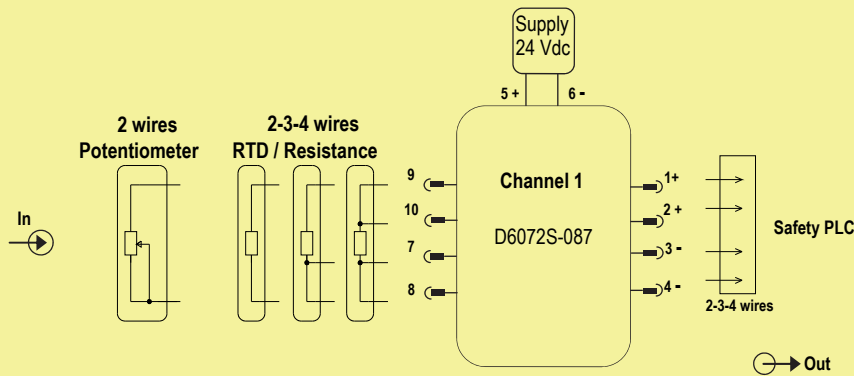 Supply
24 Vdc
5 +
6 -
2 wires
Potentiometer
2-3-4 wires
RTD / Resistance
In
9
10
7
8
Channel 1
D6072S-087
1+
2 +
3 -
4 -
Safety PLC
2-3-4 wires
Out